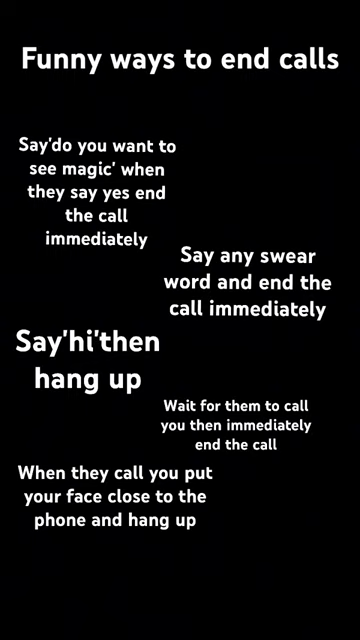 Funny ways to end calls
Say'do you want to
see magic' when
they say yes end
the call
immediately
Say any swear
word and end the
call immediately
Say'hi'then
hang up
Wait for them to call
you then immediately
end the call
When they call you put
your face close to the
phone and hang up